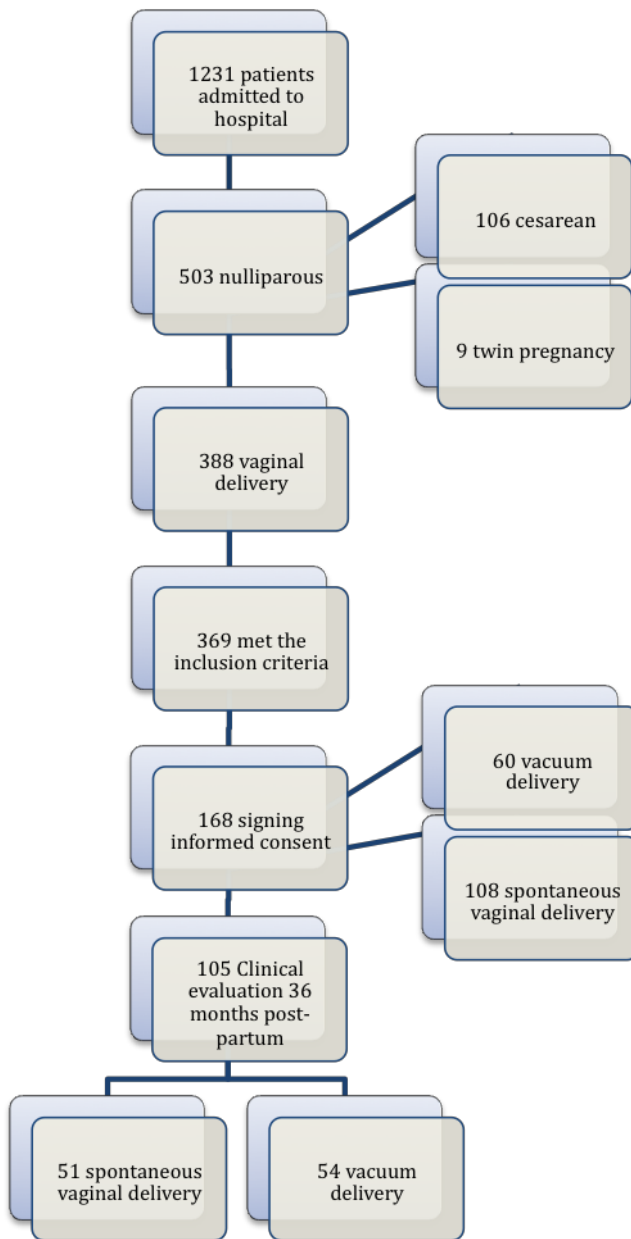 1231 patients
admitted to
hospital
503 nulliparous
106 cesarean
9 twin pregnancy
388 vaginal
delivery
369 met the
inclusion criteria
168 signing
informed consent
60 vacuum
delivery
108 spontaneous
vaginal delivery
105 Clinical
evaluation 36
months post-
partum
51 spontaneous
vaginal delivery
54 vacuum
delivery